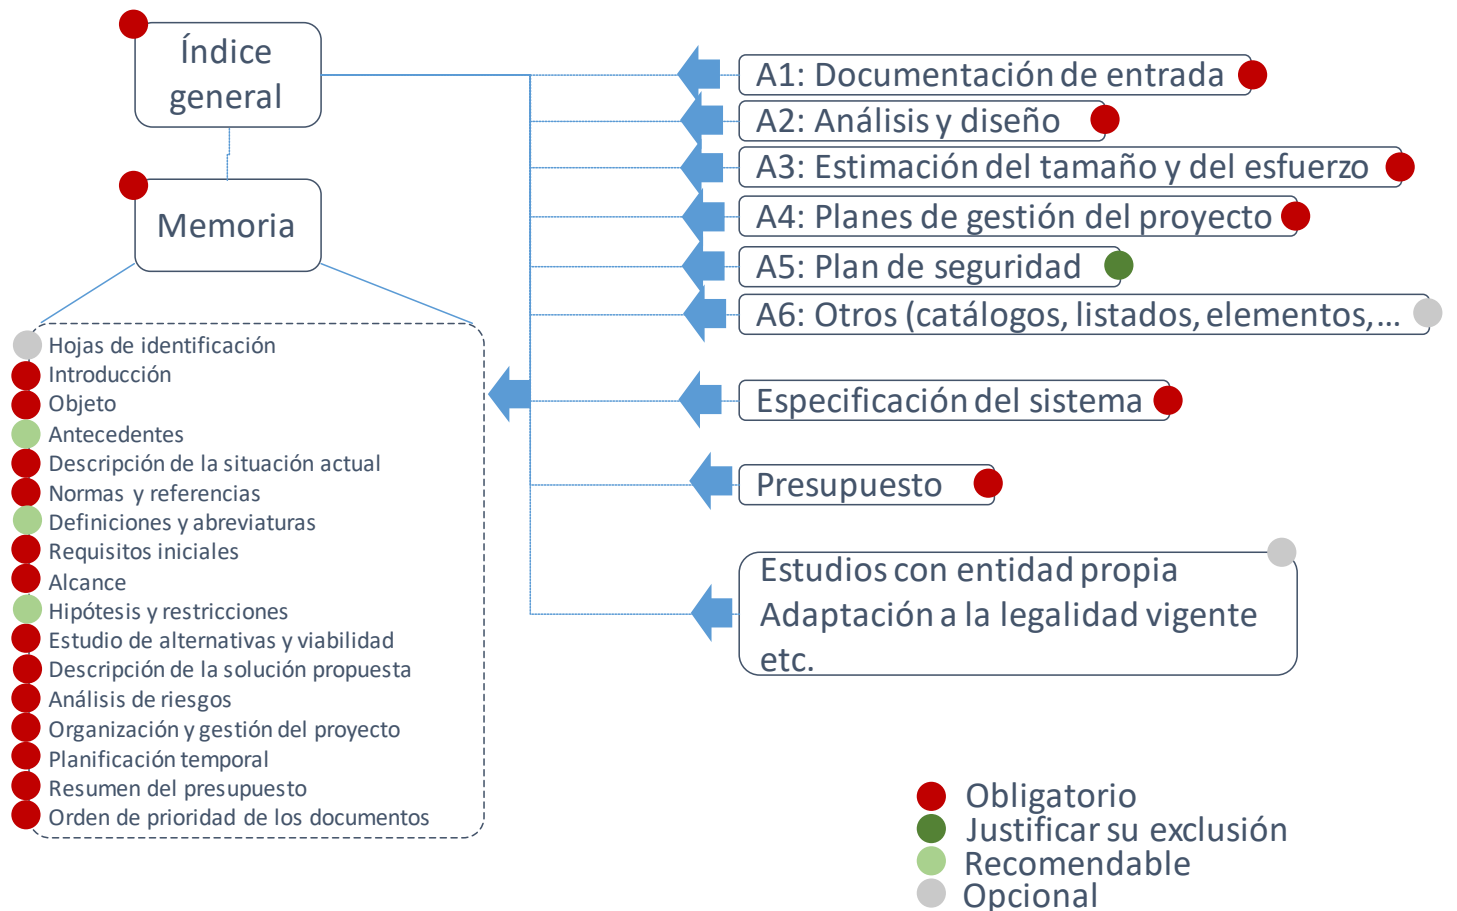 Índice
general
Memoria
Hojas de identificación
Introducción
Objeto
Antecedentes
Descripción de la situación actual
Normas y referencias
Definiciones y abreviaturas
Requisitos iniciales
Alcance
Hipótesis y restricciones
Estudio de alternativas y viabilidad
Descripción de la solución propuesta
Análisis de riesgos
Organización y gestión del proyecto
Planificación temporal
Resumen del presupuesto
Orden de prioridad de los documentos
A1: Documentación de entrada
A2: Análisis y diseño
A3: Estimación del tamaño y del esfuerzo
A4: Planes de gestión del proyecto
A5: Plan de seguridad
A6: Otros (catálogos, listados, elementos,...
Especificación del sistema
Presupuesto
Estudios con entidad propia
Adaptación a la legalidad vigente
etc.
Obligatorio
Justificar su exclusión
Recomendable
Opcional